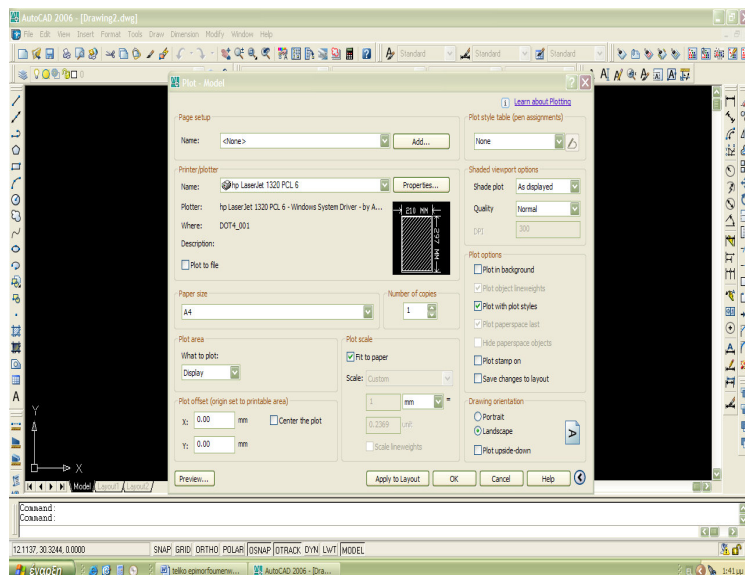 AutoCAD 2006 - [Drawing2.dwg]
File Edit View Insert Format Tools Draw Dimension Modify Window Help
Standard Standard Standard
Plot - Model
Learn about Plotting
Page setup
Name: <None> Add...
Plot style table (pen assignments)
None
Printer/plotter
Name: hp LaserJet 1320 PCL 6 Properties...
Plotter: hp LaserJet 1320 PCL 6 - Windows System Driver - by A...
Where: DOT4_001
Description:
Plot to file
210 MM
297 MM
Shaded viewport options
Shade plot As displayed
Quality Normal
DPI 300
Paper size
A4
Number of copies
1
Plot options
Plot in background
Plot object lineweights
Plot with plot styles
Plot paperspace last
Hide paperspace objects
Plot stamp on
Save changes to layout
Plot area
What to plot:
Display
Plot scale
Fit to paper
Scale: Custom
1 mm =
0.2369 unit
Scale lineweights
Plot offset (origin set to printable area)
X: 0.00 mm Center the plot
Y: 0.00 mm
Drawing orientation
Portrait
Landscape
Plot upside-down
A
Preview... Apply to Layout OK Cancel Help
Y
X
Model Layout1 Layout2
Command:
Command:
12.1137, 30.3244, 0.0000 SNAP GRID ORTHO POLAR OSNAP OTRACK DYN LWT MODEL
έναρξη teliko epimorfoumenw... AutoCAD 2006 - [Dra... 1:41 μμ